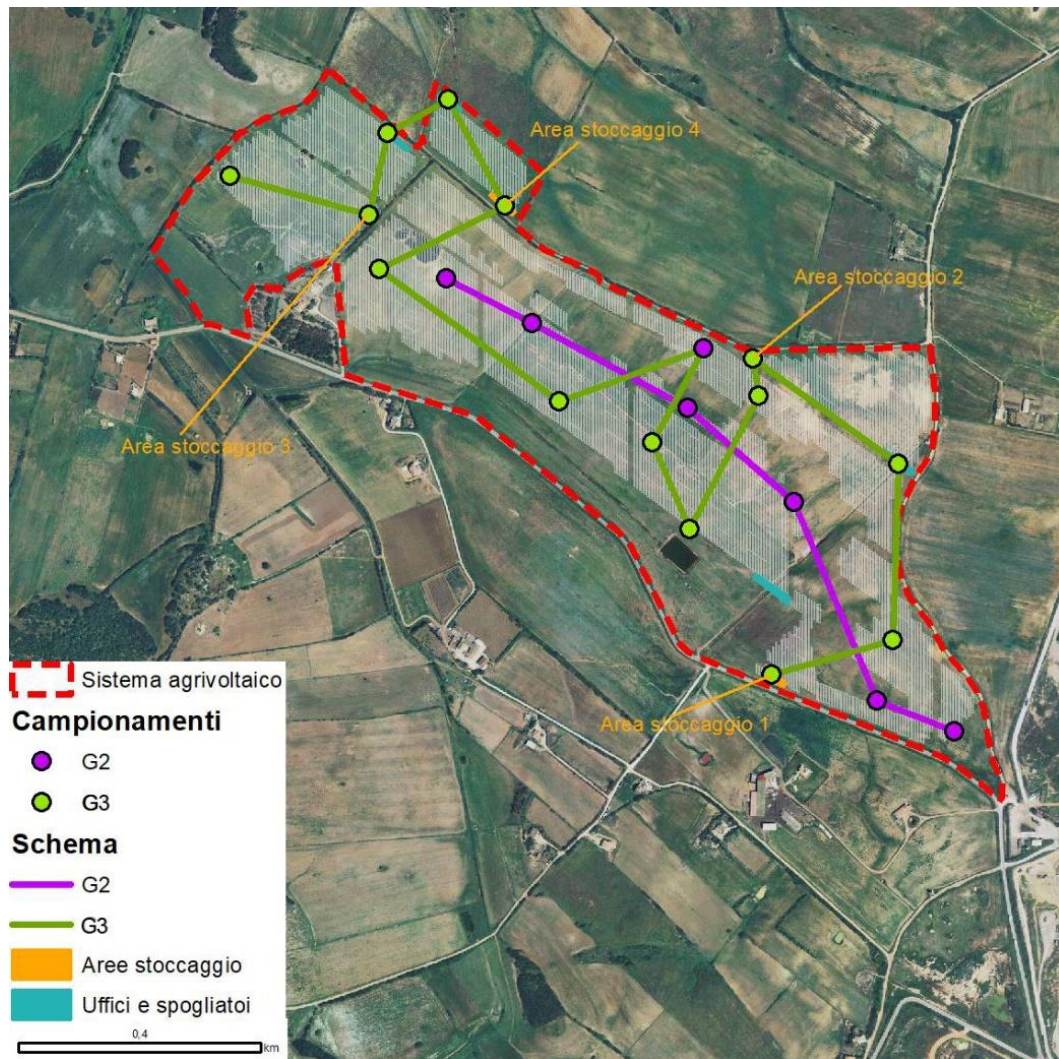 Area stoccaggio 4
Area stoccaggio 2
Area stoccaggio 3
Area stoccaggio 1
Sistema agrivoltaico
Campionamenti
G2
G3
Schema
G2
G3
Aree stoccaggio
Uffici e spogliatoi
0,4
km